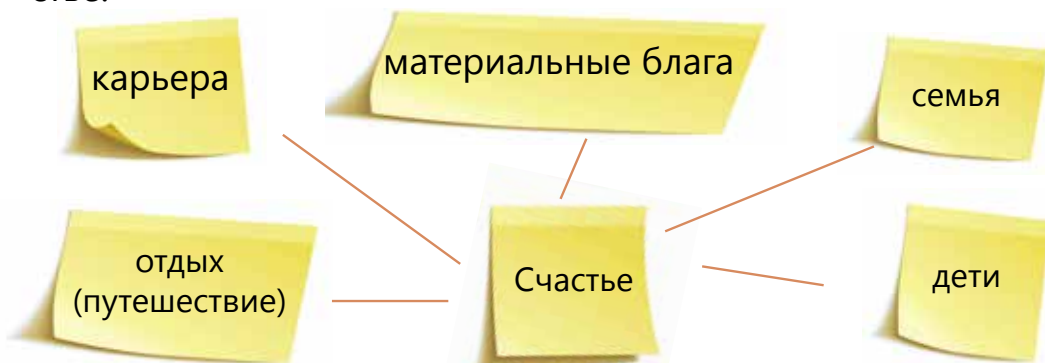 карьера
материальные блага
семья
отдых
(путешествие)
Счастье
дети